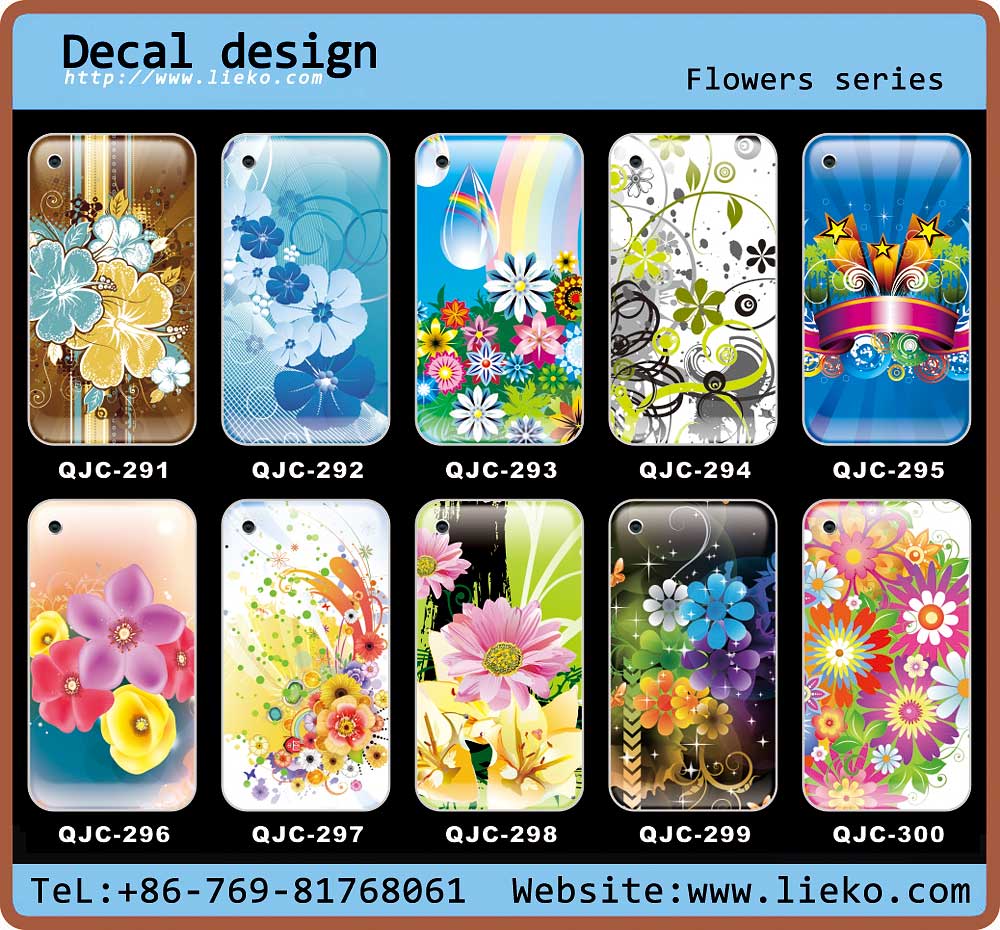 Decal design
http://www.lieko.com
Flowers series
QJC-291 QJC-292 QJC-293 QJC-294 QJC-295
QJC-296 QJC-297 QJC-298 QJC-299 QJC-300
TeL:+86-769-81768061 Website:www.lieko.com